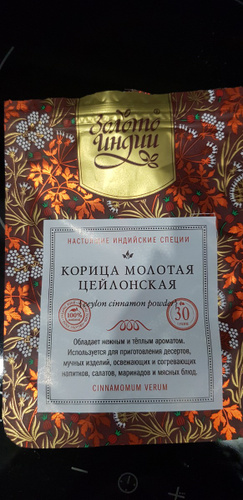 Золото
Индии
НАСТОЯЩИЕ ИНДИЙСКИЕ СПЕЦИИ
КОРИЦА МОЛОТАЯ
ЦЕЙЛОНСКАЯ
(Ceylon cinnamon powder)
100%
30
Обладает нежным и тёплым ароматом.
Используется для приготовления десертов,
мучных изделий, освежающих и согревающих
напитков, салатов, маринадов и мясных блюд.
CINNAMOMUM VERUM